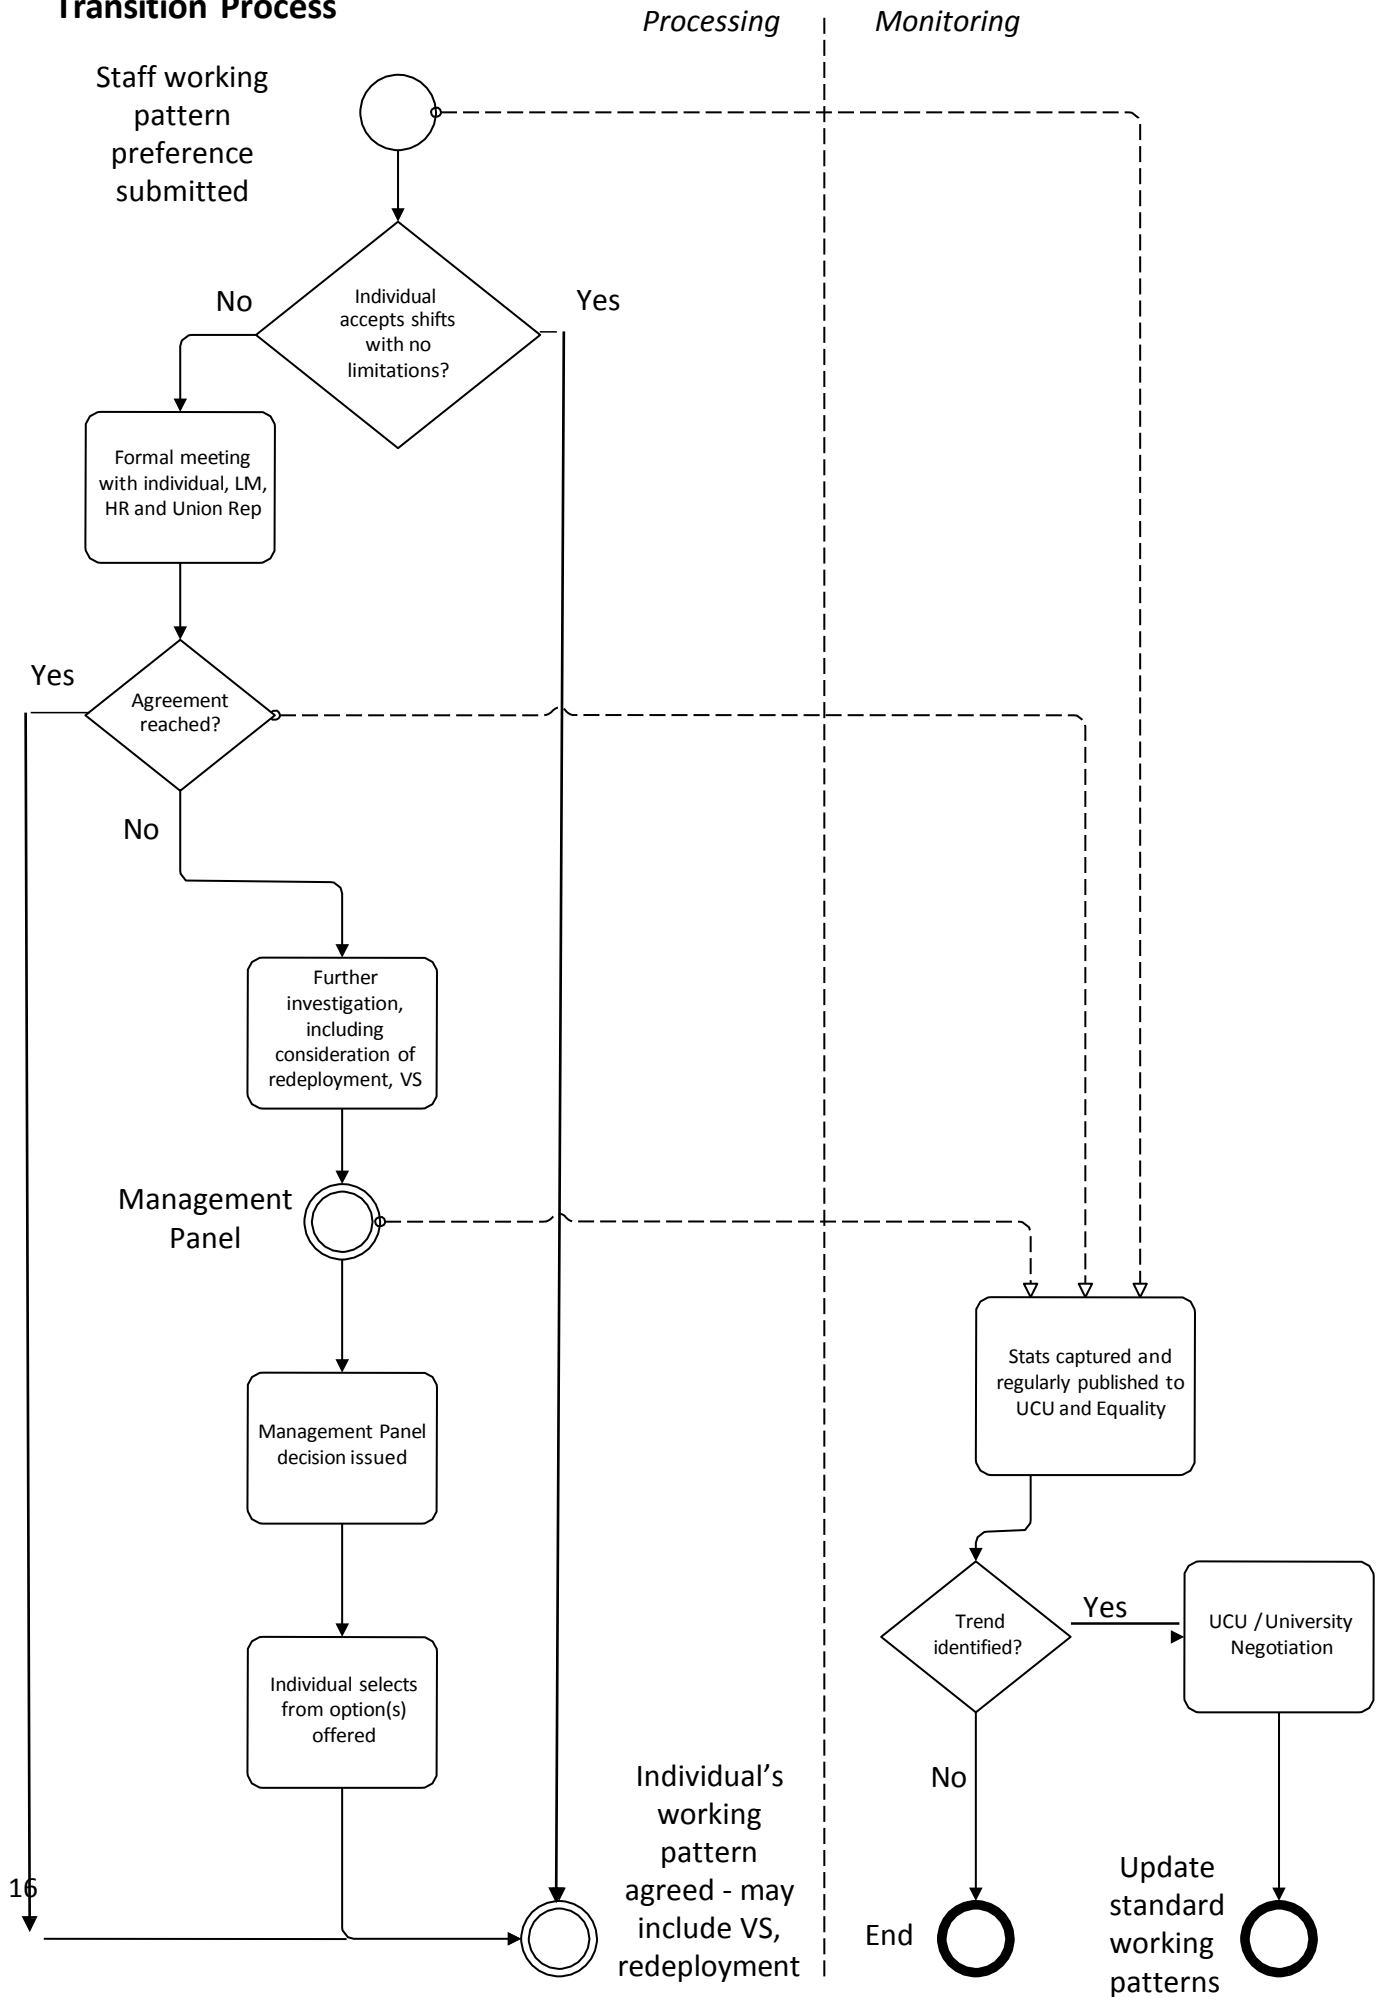 Transition Process
Processing
Monitoring
Staff working
pattern
preference
submitted
No
Individual
accepts shifts
with no
limitations?
Yes
Formal meeting
with individual, LM,
HR and Union Rep
Yes
Agreement
reached?
No
Further
investigation,
including
consideration of
redeployment, VS
Management
Panel
Management Panel
decision issued
Individual selects
from option(s)
offered
Individual’s
working
pattern
agreed - may
include VS,
redeployment
16
Stats captured and
regularly published to
UCU and Equality
Trend
identified?
Yes
UCU / University
Negotiation
No
End
Update
standard
working
patterns